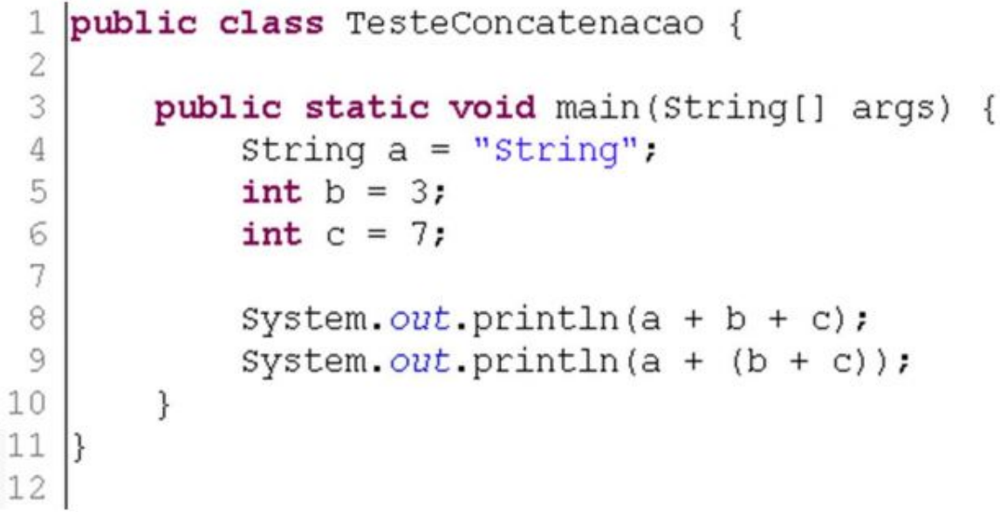 1 public class TesteConcatenacao {
2
3     public static void main(String[] args) {
4         String a = "String";
5         int b = 3;
6         int c = 7;
7
8         System.out.println(a + b + c);
9         System.out.println(a + (b + c));
10     }
11 }
12